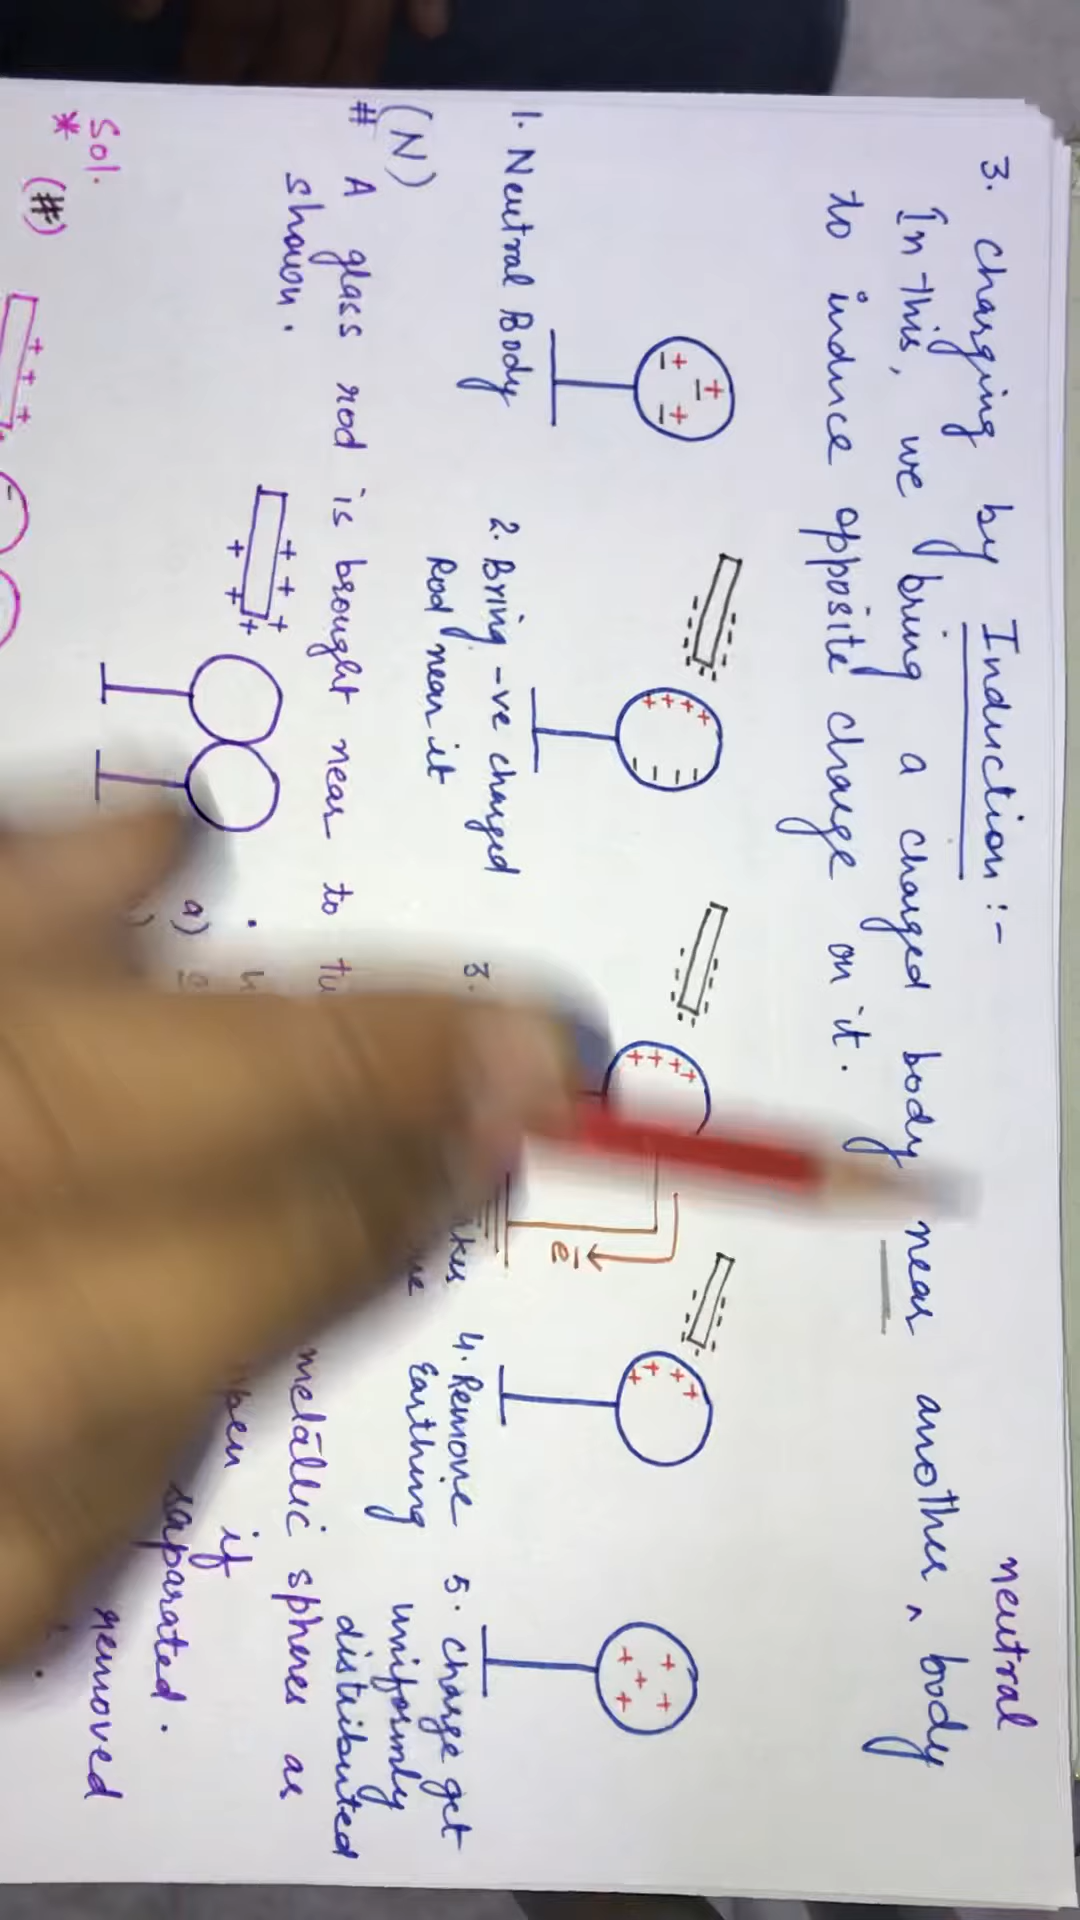 3. Charging by Induction :-
neutral
In this, we bring a charged body near another ^ body
to induce opposite charge on it.
1. Neutral Body
2. Bring -ve charged
Rod near it
3.
e̅
4. Remove
Earthing
5. Charge get
uniformly
distributed
(N)
# A glass rod is brought near to metallic spheres as
shown.
a)
if
saparated.
removed
Sol.
* (#)